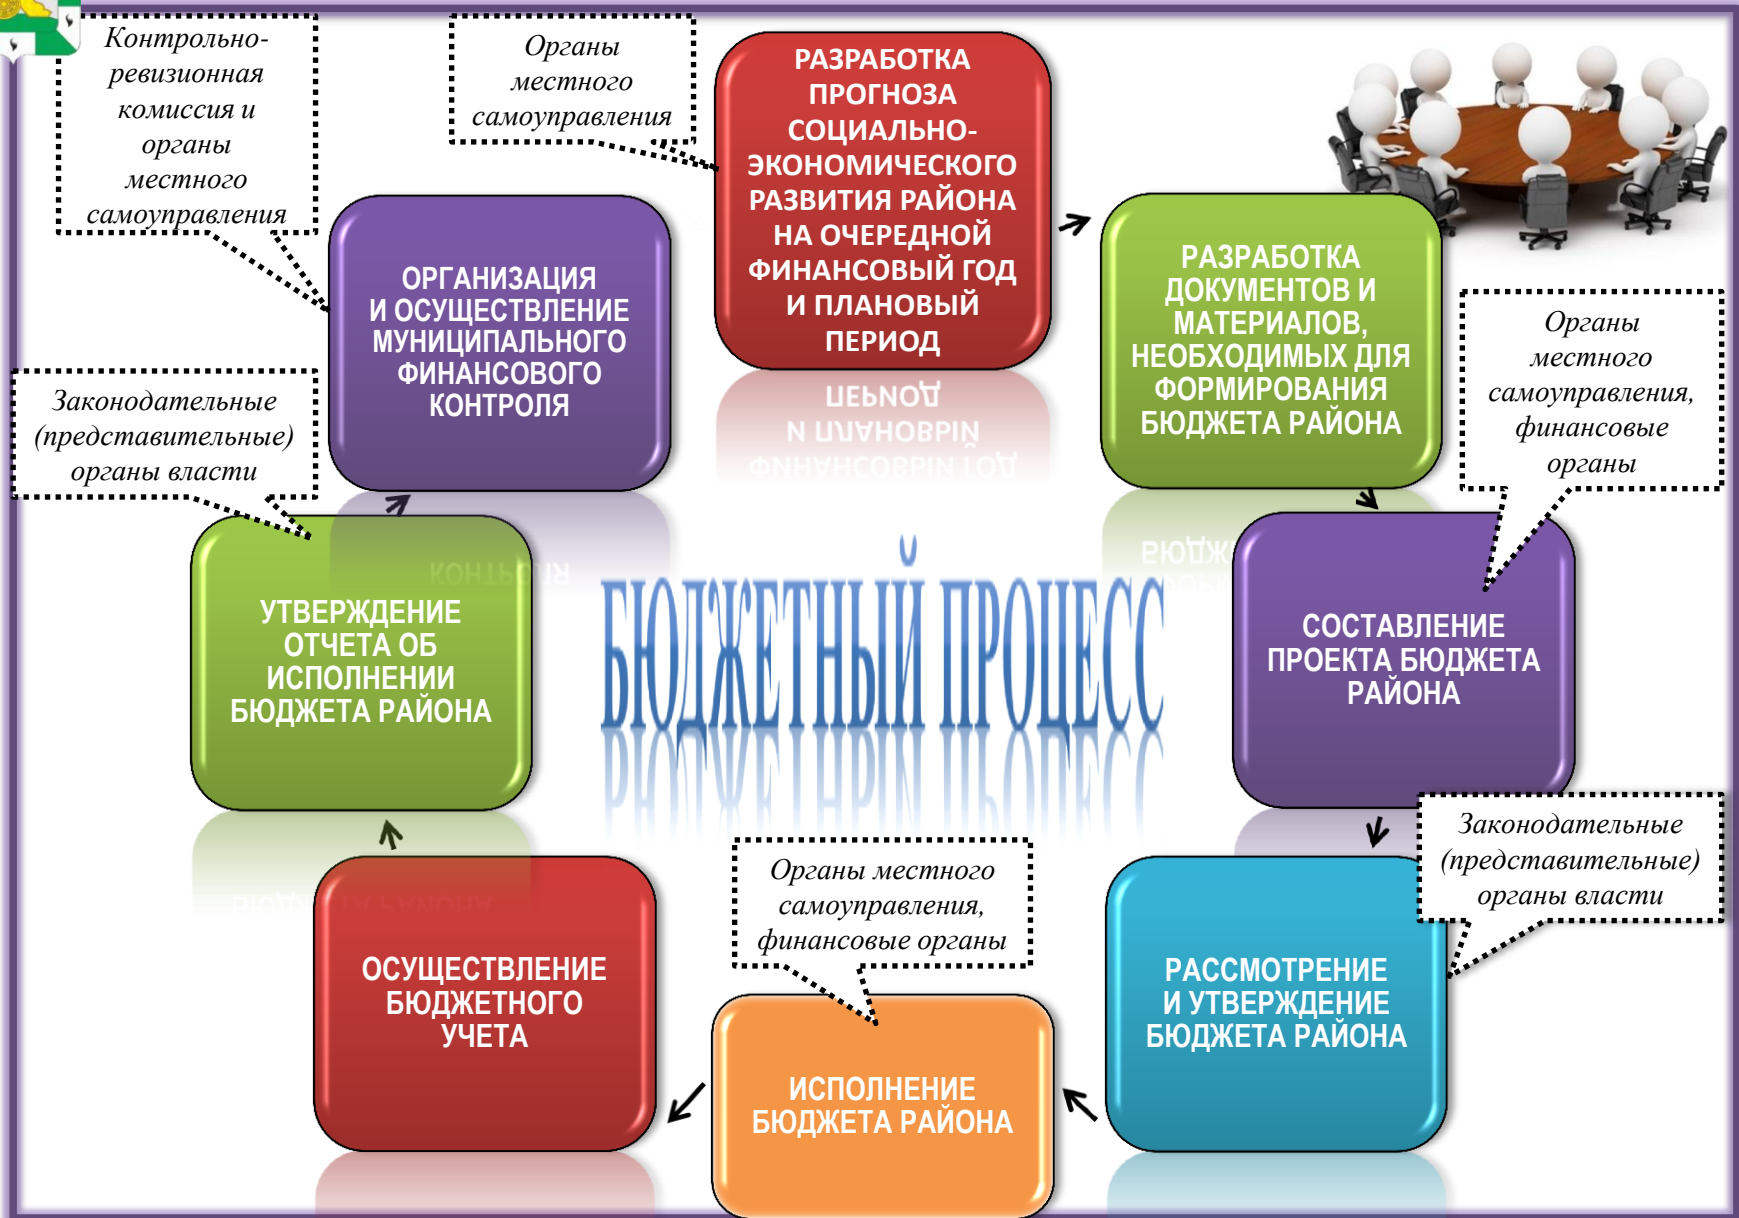 Контрольно-
ревизионная
комиссия и
органы
местного
самоуправления
Органы
местного
самоуправления
РАЗРАБОТКА
ПРОГНОЗА
СОЦИАЛЬНО-
ЭКОНОМИЧЕСКОГО
РАЗВИТИЯ РАЙОНА
НА ОЧЕРЕДНОЙ
ФИНАНСОВЫЙ ГОД
И ПЛАНОВЫЙ
ПЕРИОД
РАЗРАБОТКА
ДОКУМЕНТОВ И
МАТЕРИАЛОВ,
НЕОБХОДИМЫХ ДЛЯ
ФОРМИРОВАНИЯ
БЮДЖЕТА РАЙОНА
Органы
местного
самоуправления,
финансовые
органы
СОСТАВЛЕНИЕ
ПРОЕКТА БЮДЖЕТА
РАЙОНА
Законодательные
(представительные)
органы власти
РАССМОТРЕНИЕ
И УТВЕРЖДЕНИЕ
БЮДЖЕТА РАЙОНА
Органы местного
самоуправления,
финансовые органы
ИСПОЛНЕНИЕ
БЮДЖЕТА РАЙОНА
ОСУЩЕСТВЛЕНИЕ
БЮДЖЕТНОГО
УЧЕТА
Законодательные
(представительные)
органы власти
УТВЕРЖДЕНИЕ
ОТЧЕТА ОБ
ИСПОЛНЕНИИ
БЮДЖЕТА РАЙОНА
ОРГАНИЗАЦИЯ
И ОСУЩЕСТВЛЕНИЕ
МУНИЦИПАЛЬНОГО
ФИНАНСОВОГО
КОНТРОЛЯ
БЮДЖЕТНЫЙ ПРОЦЕСС